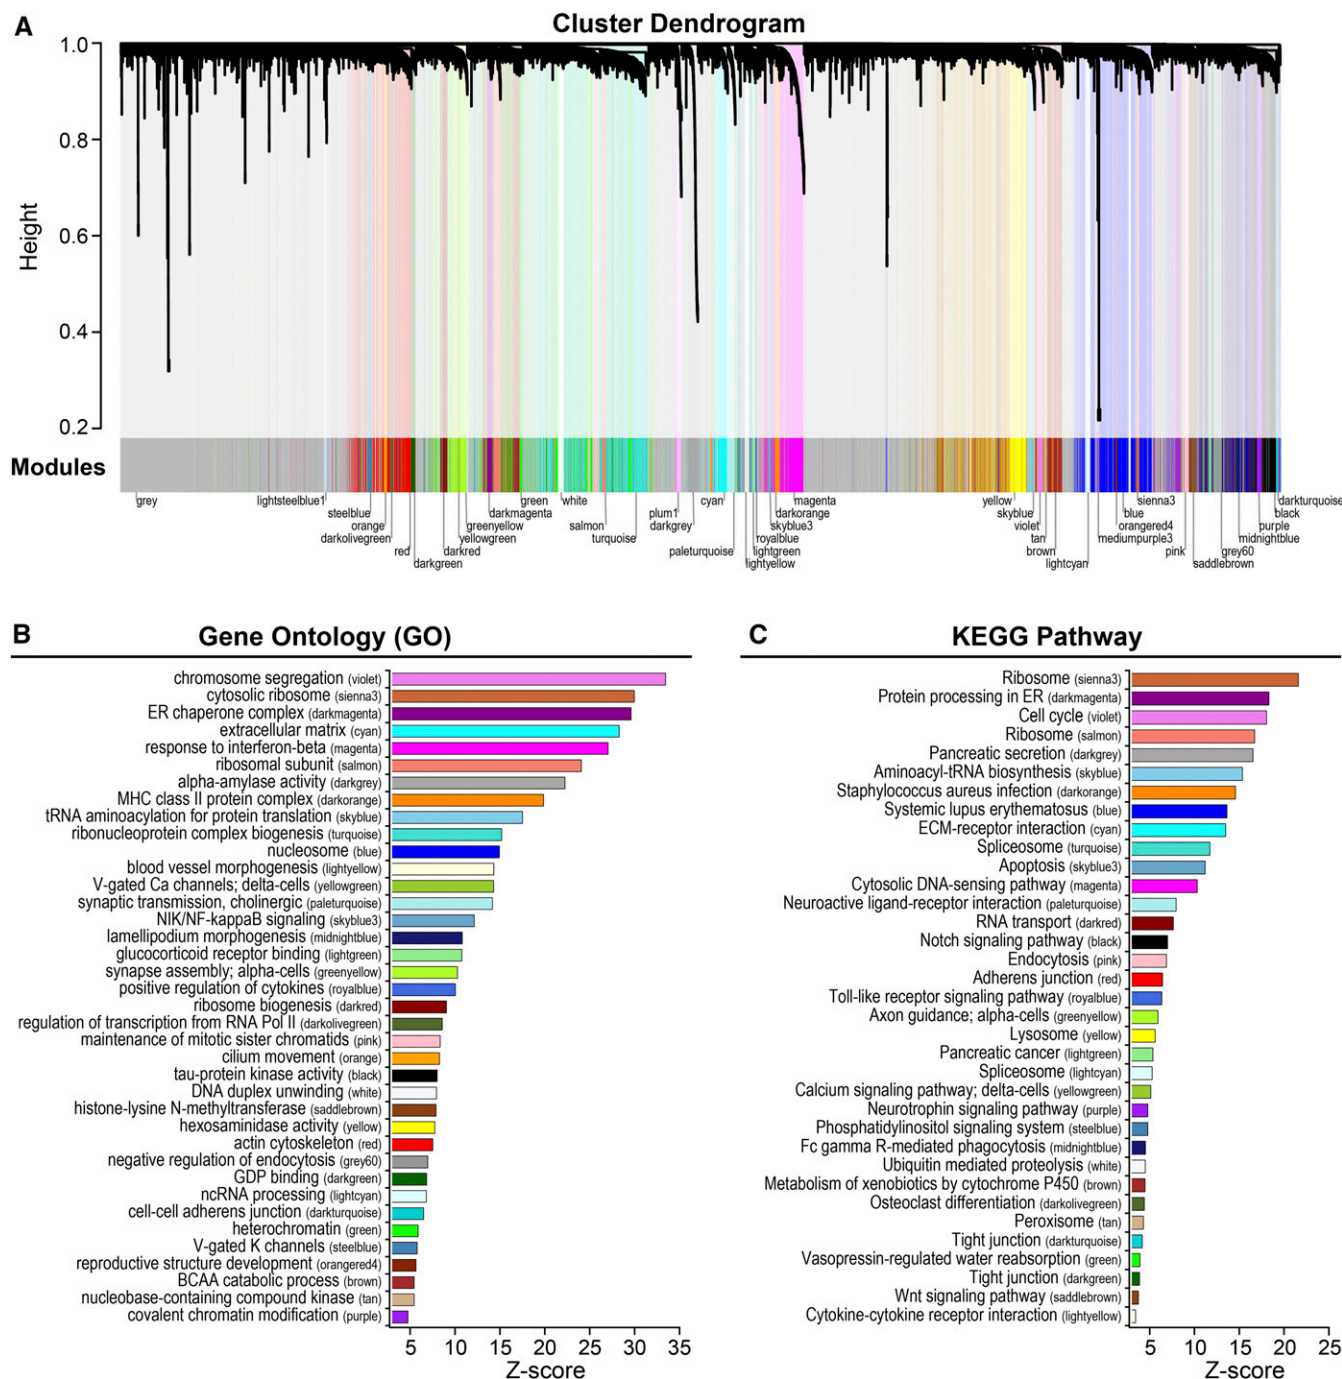 A
Cluster Dendrogram
1.0
0.8
0.6
0.4
0.2
Height
Modules
grey
lightsteelblue1
steelblue
orange
darkolivegreen
red
darkgreen
darkred
yellowgreen
greenyellow
darkmagenta
green
white
salmon
turquoise
plum1
darkgrey
cyan
paleturquoise
lightyellow
lightgreen
royalblue
skyblue3
darkorange
magenta
yellow
skyblue
violet
tan
brown
lightcyan
mediumpurple3
orangered4
blue
sienna3
pink
saddlebrown
grey60
midnightblue
purple
black
darkturquoise
B
Gene Ontology (GO)
chromosome segregation (violet)
cytosolic ribosome (sienna3)
ER chaperone complex (darkmagenta)
extracellular matrix (cyan)
response to interferon-beta (magenta)
ribosomal subunit (salmon)
alpha-amylase activity (darkgrey)
MHC class II protein complex (darkorange)
tRNA aminoacylation for protein translation (skyblue)
ribonucleoprotein complex biogenesis (turquoise)
nucleosome (blue)
blood vessel morphogenesis (lightyellow)
V-gated Ca channels; delta-cells (yellowgreen)
synaptic transmission, cholinergic (paleturquoise)
NIK/NF-kappaB signaling (skyblue3)
lamellipodium morphogenesis (midnightblue)
glucocorticoid receptor binding (lightgreen)
synapse assembly; alpha-cells (greenyellow)
positive regulation of cytokines (royalblue)
ribosome biogenesis (darkred)
regulation of transcription from RNA Pol II (darkolivegreen)
maintenance of mitotic sister chromatids (pink)
cilium movement (orange)
tau-protein kinase activity (black)
DNA duplex unwinding (white)
histone-lysine N-methyltransferase (saddlebrown)
hexosaminidase activity (yellow)
actin cytoskeleton (red)
negative regulation of endocytosis (grey60)
GDP binding (darkgreen)
ncRNA processing (lightcyan)
cell-cell adherens junction (darkturquoise)
heterochromatin (green)
V-gated K channels (steelblue)
reproductive structure development (orangered4)
BCAA catabolic process (brown)
nucleobase-containing compound kinase (tan)
covalent chromatin modification (purple)
5 10 15 20 25 30 35
Z-score
C
KEGG Pathway
Ribosome (sienna3)
Protein processing in ER (darkmagenta)
Cell cycle (violet)
Ribosome (salmon)
Pancreatic secretion (darkgrey)
Aminoacyl-tRNA biosynthesis (skyblue)
Staphylococcus aureus infection (darkorange)
Systemic lupus erythematosus (blue)
ECM-receptor interaction (cyan)
Spliceosome (turquoise)
Apoptosis (skyblue3)
Cytosolic DNA-sensing pathway (magenta)
Neuroactive ligand-receptor interaction (paleturquoise)
RNA transport (darkred)
Notch signaling pathway (black)
Endocytosis (pink)
Adherens junction (red)
Toll-like receptor signaling pathway (royalblue)
Axon guidance; alpha-cells (greenyellow)
Lysosome (yellow)
Pancreatic cancer (lightgreen)
Spliceosome (lightcyan)
Calcium signaling pathway; delta-cells (yellowgreen)
Neurotrophin signaling pathway (purple)
Phosphatidylinositol signaling system (steelblue)
Fc gamma R-mediated phagocytosis (midnightblue)
Ubiquitin mediated proteolysis (white)
Metabolism of xenobiotics by cytochrome P450 (brown)
Osteoclast differentiation (darkolivegreen)
Peroxisome (tan)
Tight junction (darkturquoise)
Vasopressin-regulated water reabsorption (green)
Tight junction (darkgreen)
Wnt signaling pathway (saddlebrown)
Cytokine-cytokine receptor interaction (lightyellow)
5 10 15 20 25
Z-score